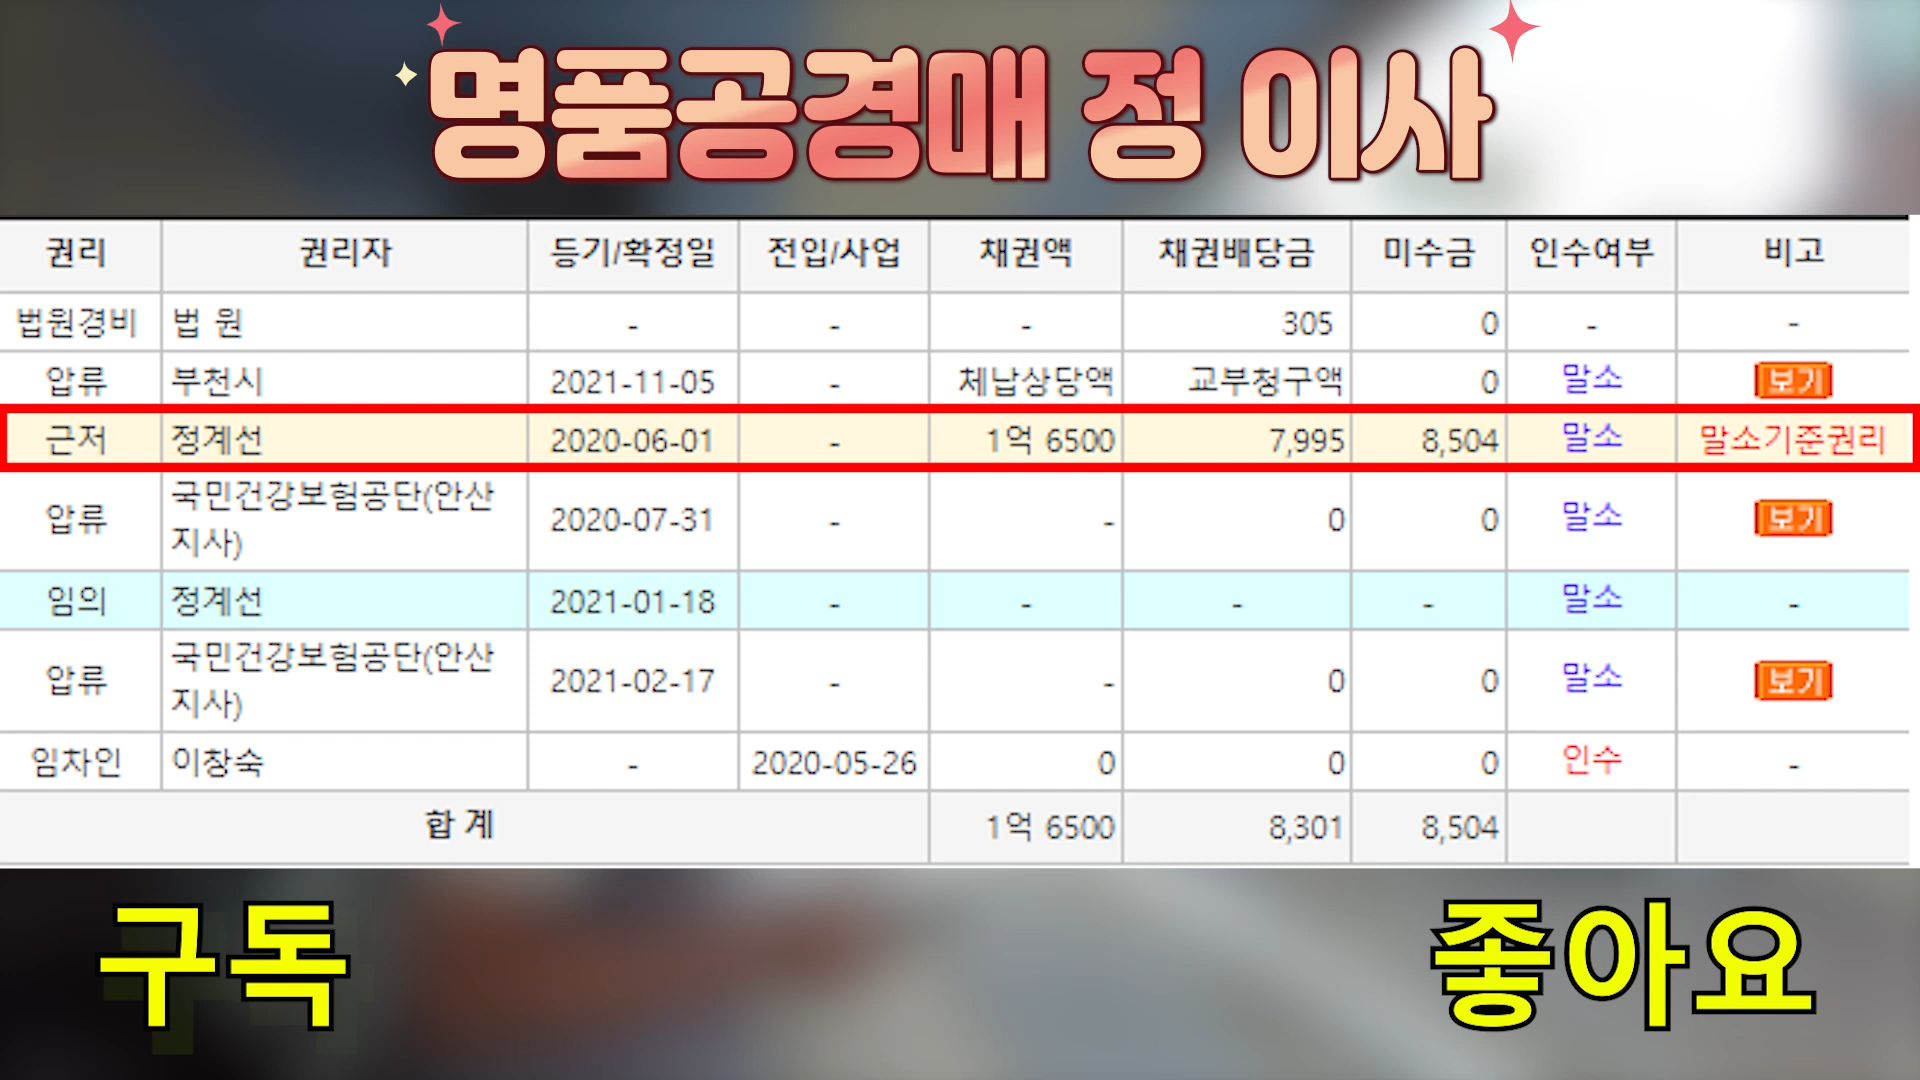 명품공경매 정 이사
권리 권리자 등기/확정일 전입/사업 채권액 채권배당금 미수금 인수여부 비고
법원경비 법 원 - - - 305 0 - -
압류 부천시 2021-11-05 - 체납상당액 교부청구액 0 말소 보기
근저 정계선 2020-06-01 - 1억 6500 7,995 8,504 말소 말소기준권리
압류 국민건강보험공단(안산
지사) 2020-07-31 - - 0 0 말소 보기
임의 정계선 2021-01-18 - - - - 말소 -
압류 국민건강보험공단(안산
지사) 2021-02-17 - - 0 0 말소 보기
임차인 이창숙 - 2020-05-26 0 0 0 인수 -
합 계 1억 6500 8,301 8,504
구독 좋아요